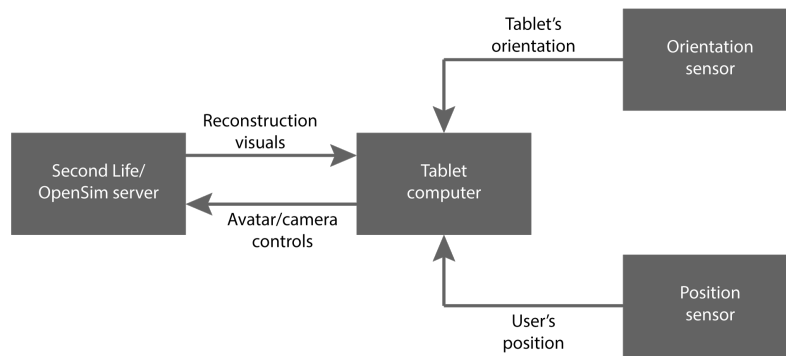 Tablet's
orientation
Orientation
sensor
Reconstruction
visuals
Second Life/
OpenSim server
Tablet
computer
Avatar/camera
controls
User's
position
Position
sensor